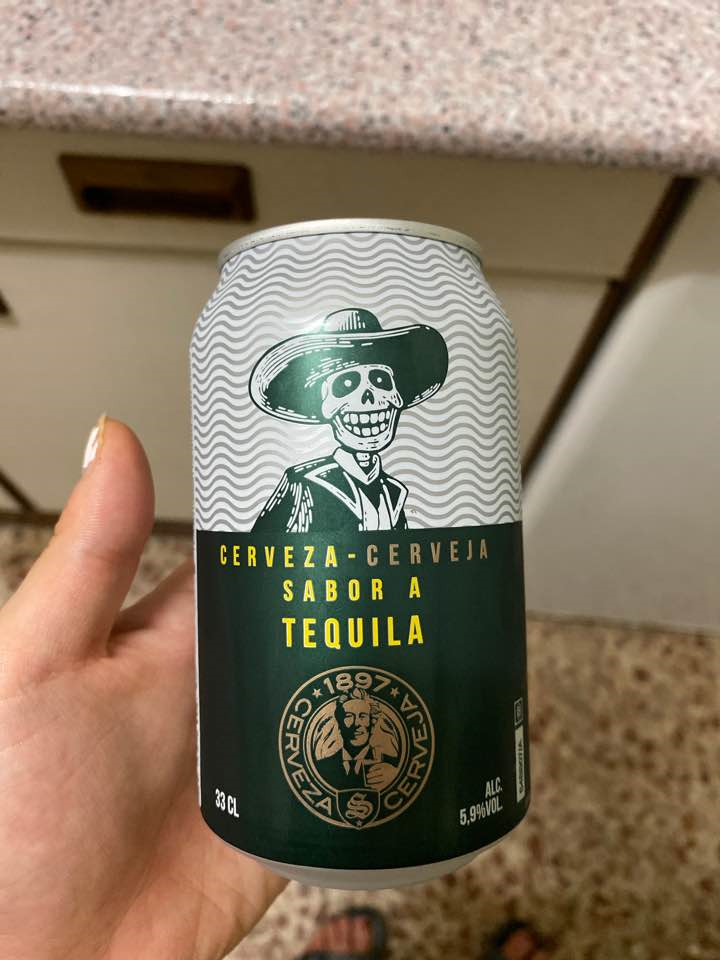 CERVEZA-CERVEJA
SABOR A
TEQUILA
★1897★
CERVEZA S CERVEJA
33 CL
ALC.
5,9%VOL.